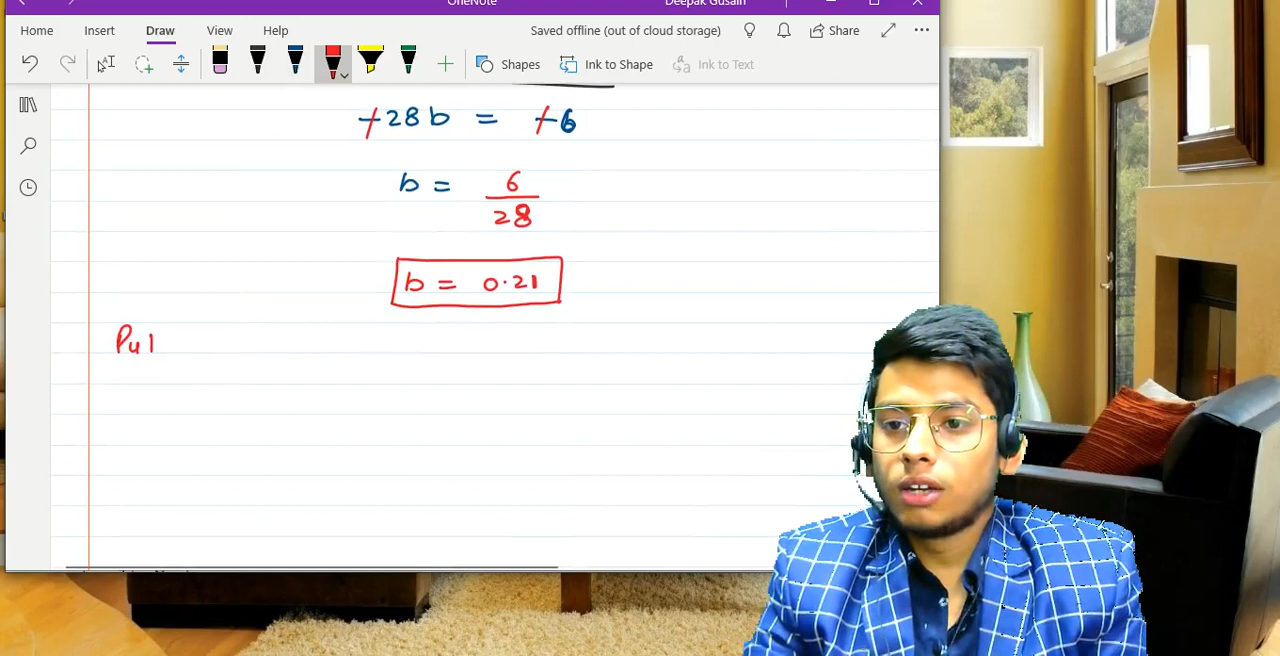 OneNote
Deepak Gusain
Home Insert Draw View Help Saved offline (out of cloud storage) Share
Shapes Ink to Shape Ink to Text
-28b = -6
b = 6/28
b = 0.21